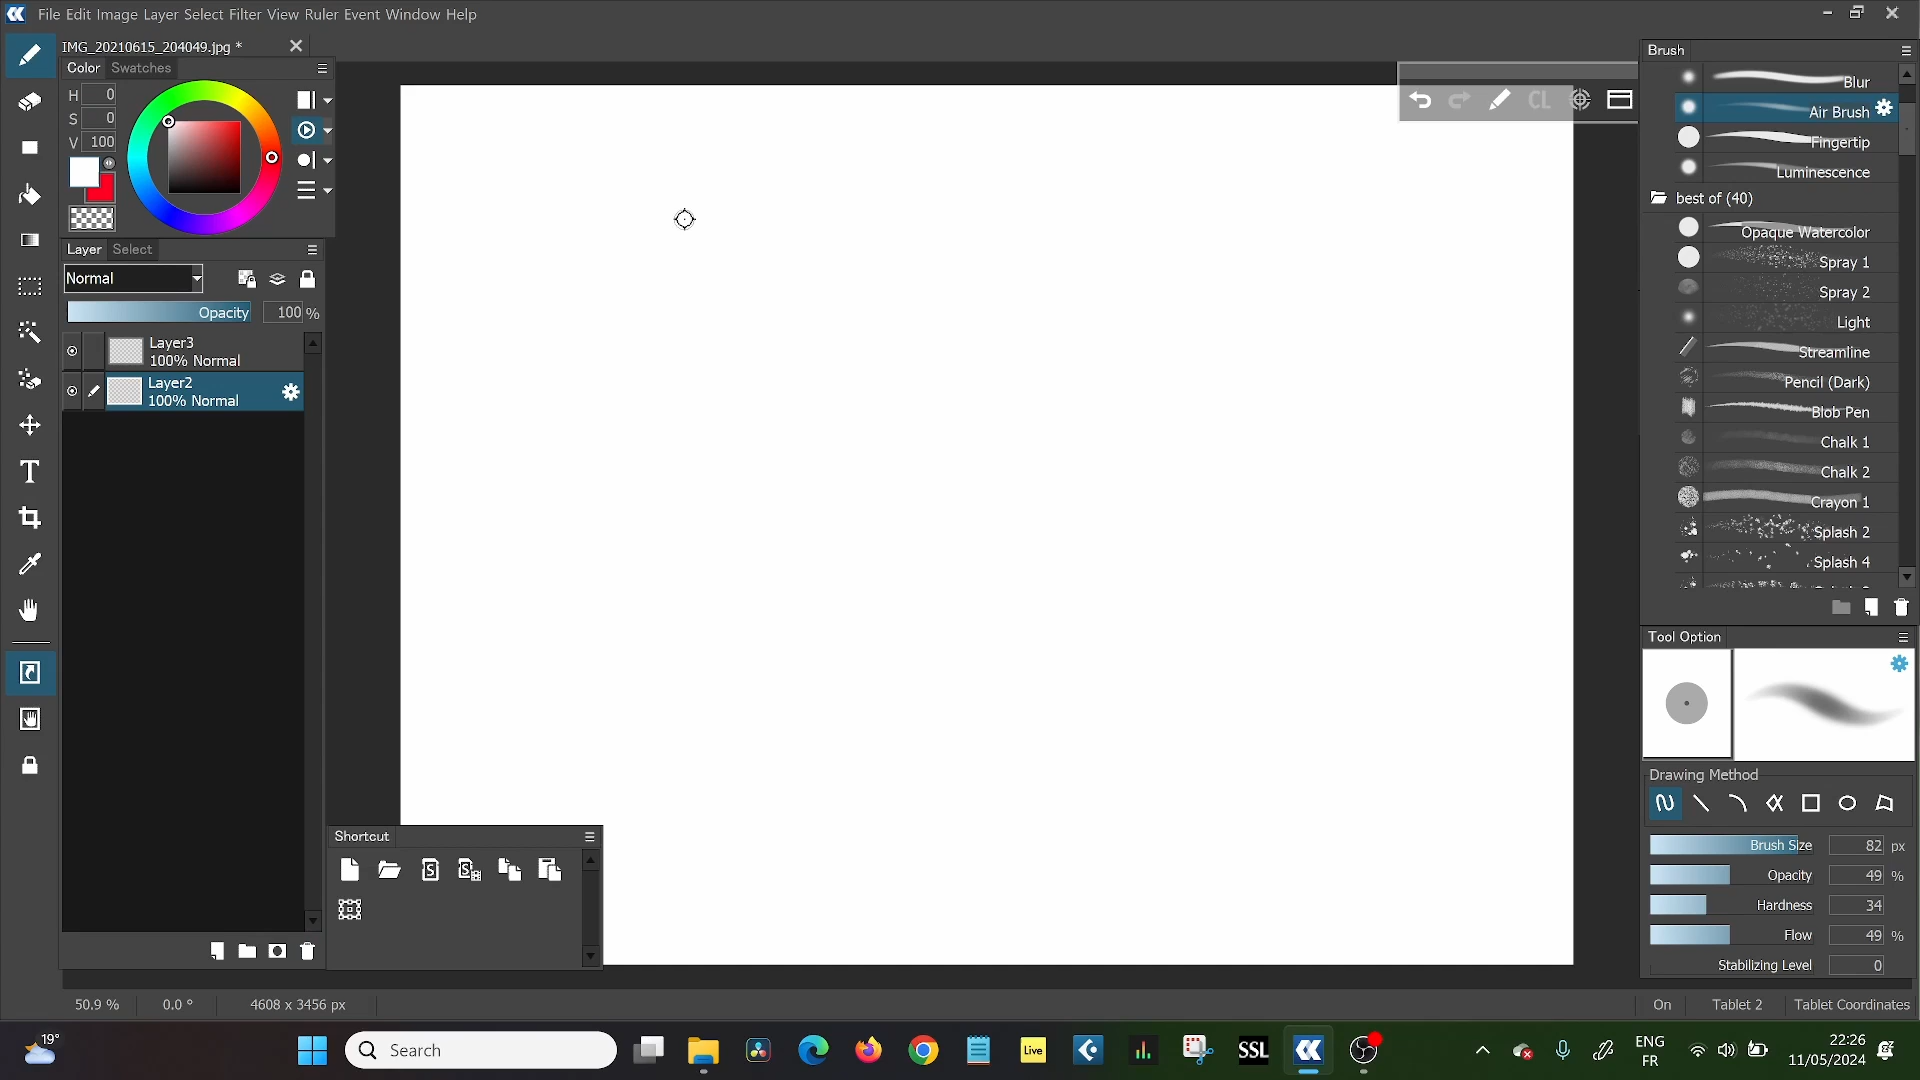 File Edit Image Layer Select Filter View Ruler Event Window Help
IMG_20210615_204049.jpg *
Color Swatches
H 0
S 0
V 100
Layer Select
Normal
Opacity 100 %
Layer3
100% Normal
Layer2
100% Normal
Shortcut
CL
Brush
Blur
Air Brush
Fingertip
Luminescence
best of (40)
Opaque Watercolor
Spray 1
Spray 2
Light
Streamline
Pencil (Dark)
Blob Pen
Chalk 1
Chalk 2
Crayon 1
Splash 2
Splash 4
Tool Option
Drawing Method
Brush Size 82 px
Opacity 49 %
Hardness 34
Flow 49 %
Stabilizing Level 0
50.9 % 0.0 ° 4608 x 3456 px
On Tablet 2 Tablet Coordinates
19°
Search
Live
SSL
ENG
FR
22:26
11/05/2024